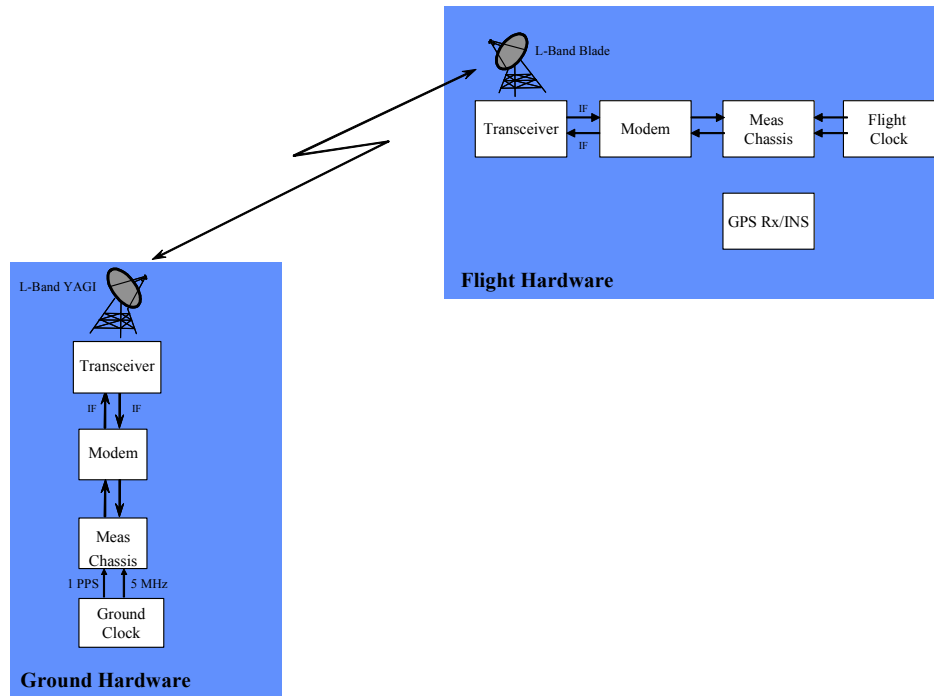 L-Band Blade
IF
IF
Transceiver
Modem
Meas
Chassis
Flight
Clock
GPS Rx/INS
Flight Hardware
L-Band YAGI
Transceiver
IF
IF
Modem
Meas
Chassis
1 PPS
5 MHz
Ground
Clock
Ground Hardware